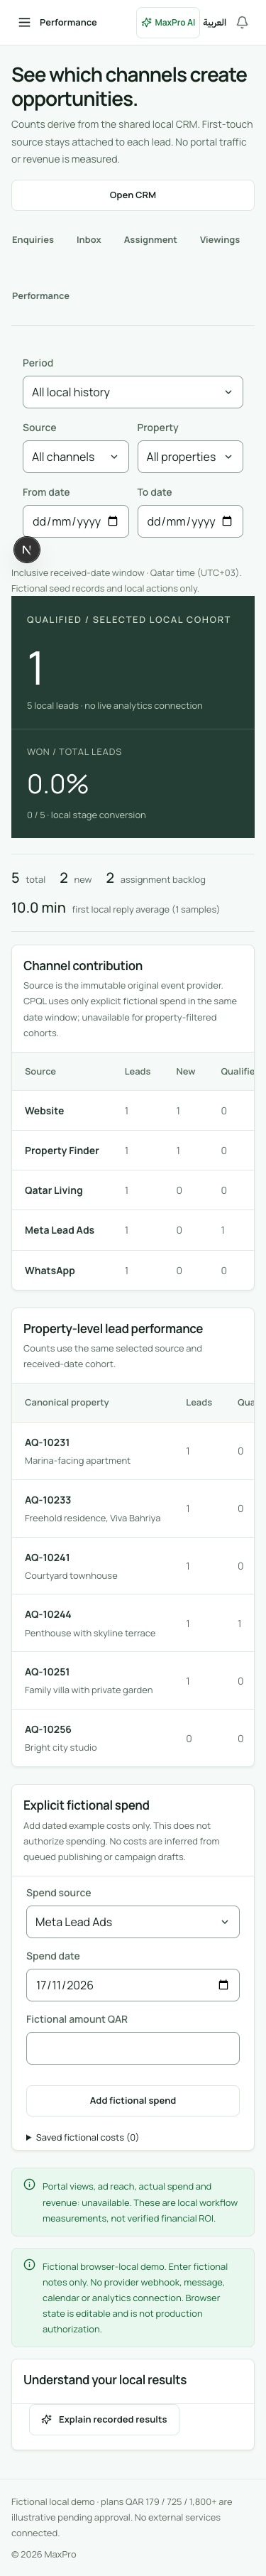 Performance
MaxPro AI
العربية
See which channels create
opportunities.
Counts derive from the shared local CRM. First-touch
source stays attached to each lead. No portal traffic
or revenue is measured.
Open CRM
Enquiries Inbox Assignment Viewings
Performance
Period
All local history
Source Property
All channels All properties
From date To date
dd/mm/yyyy dd/mm/yyyy
N
Inclusive received-date window · Qatar time (UTC+03).
Fictional seed records and local actions only.
QUALIFIED / SELECTED LOCAL COHORT
1
5 local leads · no live analytics connection
WON / TOTAL LEADS
0.0%
0 / 5 · local stage conversion
5 total 2 new 2 assignment backlog
10.0 min first local reply average (1 samples)
Channel contribution
Source is the immutable original event provider.
CPQL uses only explicit fictional spend in the same
date window; unavailable for property-filtered
cohorts.
Source Leads New Qualifie
Website 1 1 0
Property Finder 1 1 0
Qatar Living 1 0 0
Meta Lead Ads 1 0 1
WhatsApp 1 0 0
Property-level lead performance
Counts use the same selected source and
received-date cohort.
Canonical property Leads Qua
AQ-10231
Marina-facing apartment
1 0
AQ-10233
Freehold residence, Viva Bahriya
1 0
AQ-10241
Courtyard townhouse
1 0
AQ-10244
Penthouse with skyline terrace
1 1
AQ-10251
Family villa with private garden
1 0
AQ-10256
Bright city studio
0 0
Explicit fictional spend
Add dated example costs only. This does not
authorize spending. No costs are inferred from
queued publishing or campaign drafts.
Spend source
Meta Lead Ads
Spend date
17/11/2026
Fictional amount QAR
Add fictional spend
Saved fictional costs (0)
Portal views, ad reach, actual spend and
revenue: unavailable. These are local workflow
measurements, not verified financial ROI.
Fictional browser-local demo. Enter fictional
notes only. No provider webhook, message,
calendar or analytics connection. Browser
state is editable and is not production
authorization.
Understand your local results
Explain recorded results
Fictional local demo · plans QAR 179 / 725 / 1,800+ are
illustrative pending approval. No external services
connected.
© 2026 MaxPro